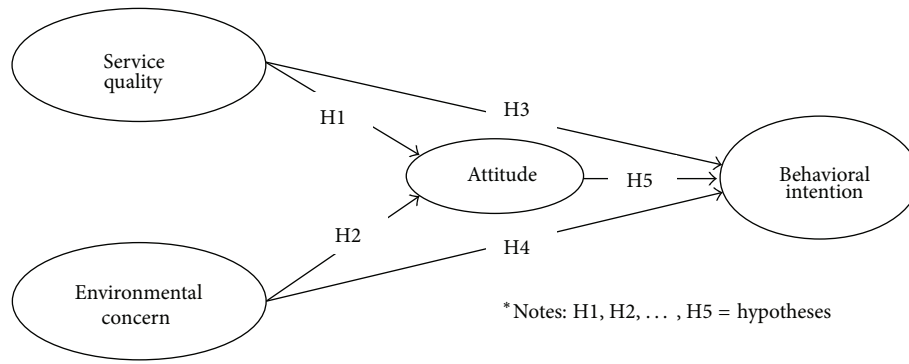 Service
quality
H1
H3
Attitude
H5
Behavioral
intention
H2
H4
Environmental
concern
*Notes: H1, H2, ... , H5 = hypotheses